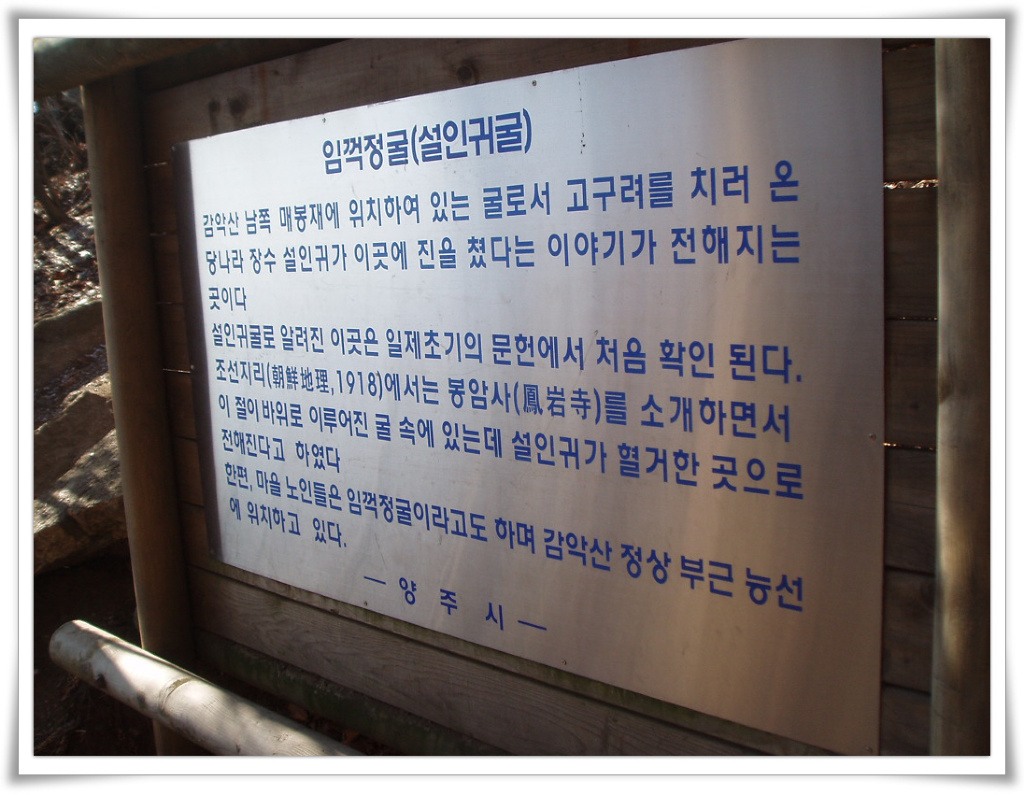 임꺽정굴(설인귀굴)
감악산 남쪽 매봉재에 위치하여 있는 굴로서 고구려를 치러 온
당나라 장수 설인귀가 이곳에 진을 쳤다는 이야기가 전해지는
곳이다
설인귀굴로 알려진 이곳은 일제초기의 문헌에서 처음 확인 된다.
조선지리(朝鮮地理,1918)에서는 봉암사(鳳岩寺)를 소개하면서
이 절이 바위로 이루어진 굴 속에 있는데 설인귀가 혈거한 곳으로
전해진다고 하였다
한편, 마을 노인들은 임꺽정굴이라고도 하며 감악산 정상 부근 능선
에 위치하고 있다.
― 양 주 시 ―